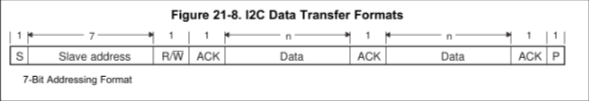 Figure 21-8. I2C Data Transfer Formats
1 7 1 1 n 1 n 1 1
S Slave address R/W̅ ACK Data ACK Data ACK P
7-Bit Addressing Format